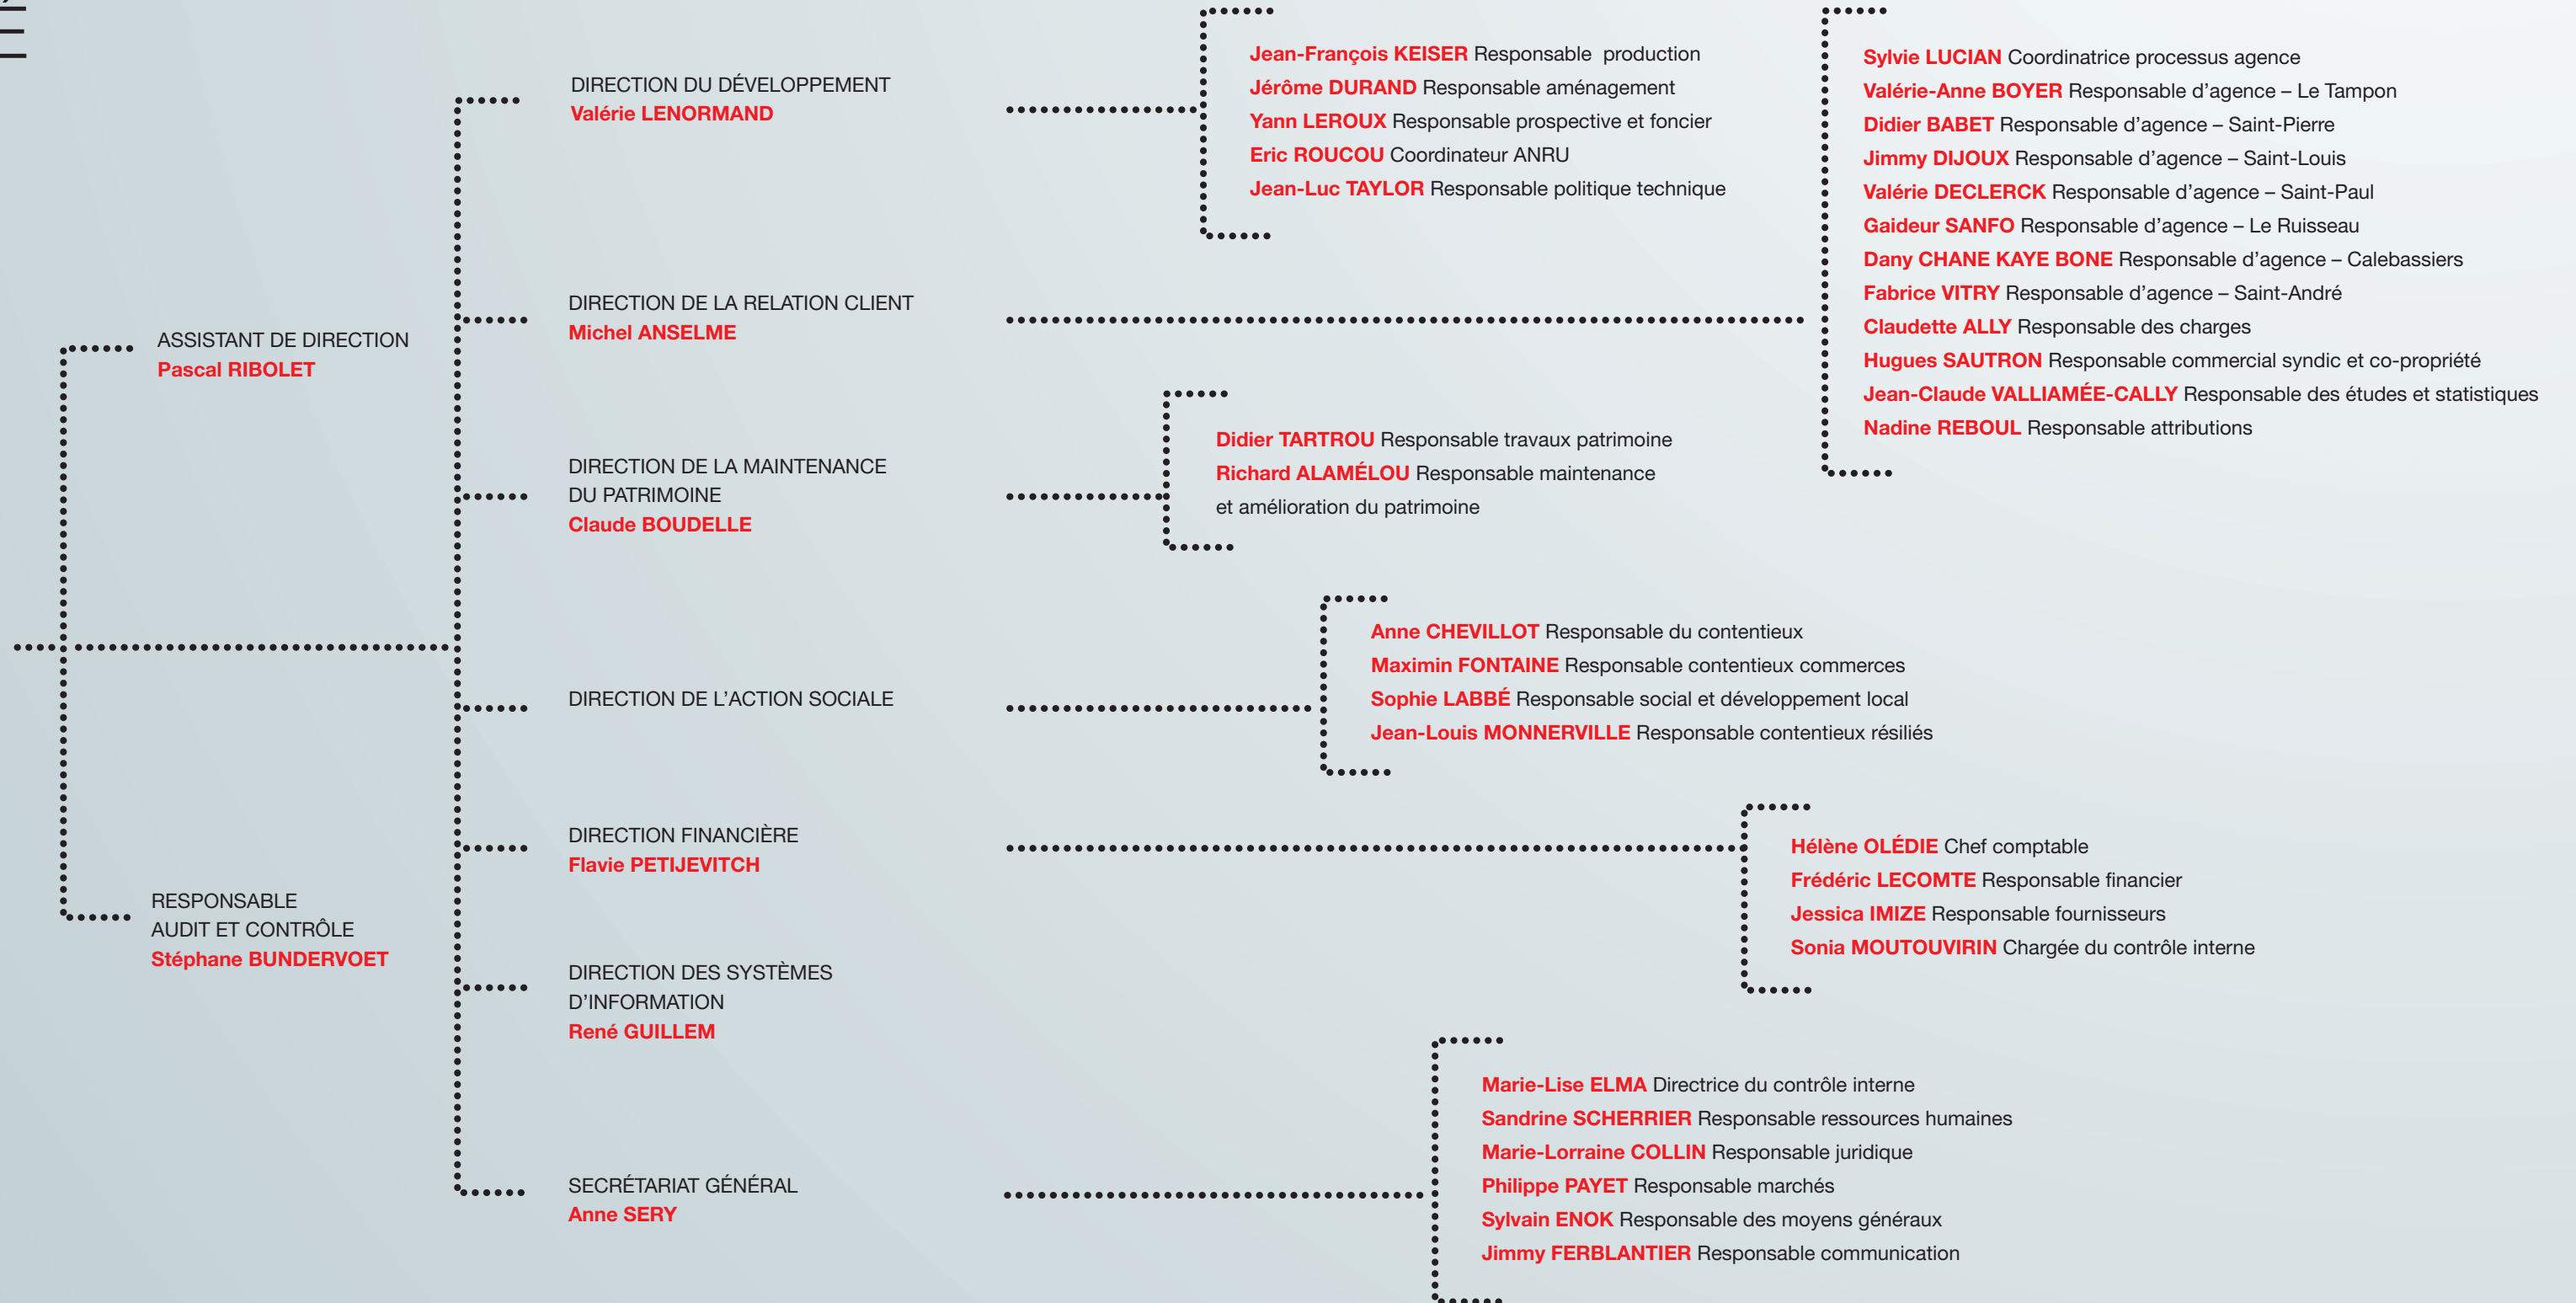 ASSISTANT DE DIRECTION
Pascal RIBOLET
RESPONSABLE
AUDIT ET CONTRÔLE
Stéphane BUNDERVOET
DIRECTION DU DÉVELOPPEMENT
Valérie LENORMAND
Jean-François KEISER Responsable production
Jérôme DURAND Responsable aménagement
Yann LEROUX Responsable prospective et foncier
Eric ROUCOU Coordinateur ANRU
Jean-Luc TAYLOR Responsable politique technique
DIRECTION DE LA RELATION CLIENT
Michel ANSELME
Sylvie LUCIAN Coordinatrice processus agence
Valérie-Anne BOYER Responsable d’agence – Le Tampon
Didier BABET Responsable d’agence – Saint-Pierre
Jimmy DIJOUX Responsable d’agence – Saint-Louis
Valérie DECLERCK Responsable d’agence – Saint-Paul
Gaideur SANFO Responsable d’agence – Le Ruisseau
Dany CHANE KAYE BONE Responsable d’agence – Calebassiers
Fabrice VITRY Responsable d’agence – Saint-André
Claudette ALLY Responsable des charges
Hugues SAUTRON Responsable commercial syndic et co-propriété
Jean-Claude VALLIAMÉE-CALLY Responsable des études et statistiques
Nadine REBOUL Responsable attributions
DIRECTION DE LA MAINTENANCE
DU PATRIMOINE
Claude BOUDELLE
Didier TARTROU Responsable travaux patrimoine
Richard ALAMÉLOU Responsable maintenance
et amélioration du patrimoine
DIRECTION DE L’ACTION SOCIALE
Anne CHEVILLOT Responsable du contentieux
Maximin FONTAINE Responsable contentieux commerces
Sophie LABBÉ Responsable social et développement local
Jean-Louis MONNERVILLE Responsable contentieux résiliés
DIRECTION FINANCIÈRE
Flavie PETIJEVITCH
Hélène OLÉDIE Chef comptable
Frédéric LECOMTE Responsable financier
Jessica IMIZE Responsable fournisseurs
Sonia MOUTOUVIRIN Chargée du contrôle interne
DIRECTION DES SYSTÈMES
D’INFORMATION
René GUILLEM
SECRÉTARIAT GÉNÉRAL
Anne SERY
Marie-Lise ELMA Directrice du contrôle interne
Sandrine SCHERRIER Responsable ressources humaines
Marie-Lorraine COLLIN Responsable juridique
Philippe PAYET Responsable marchés
Sylvain ENOK Responsable des moyens généraux
Jimmy FERBLANTIER Responsable communication